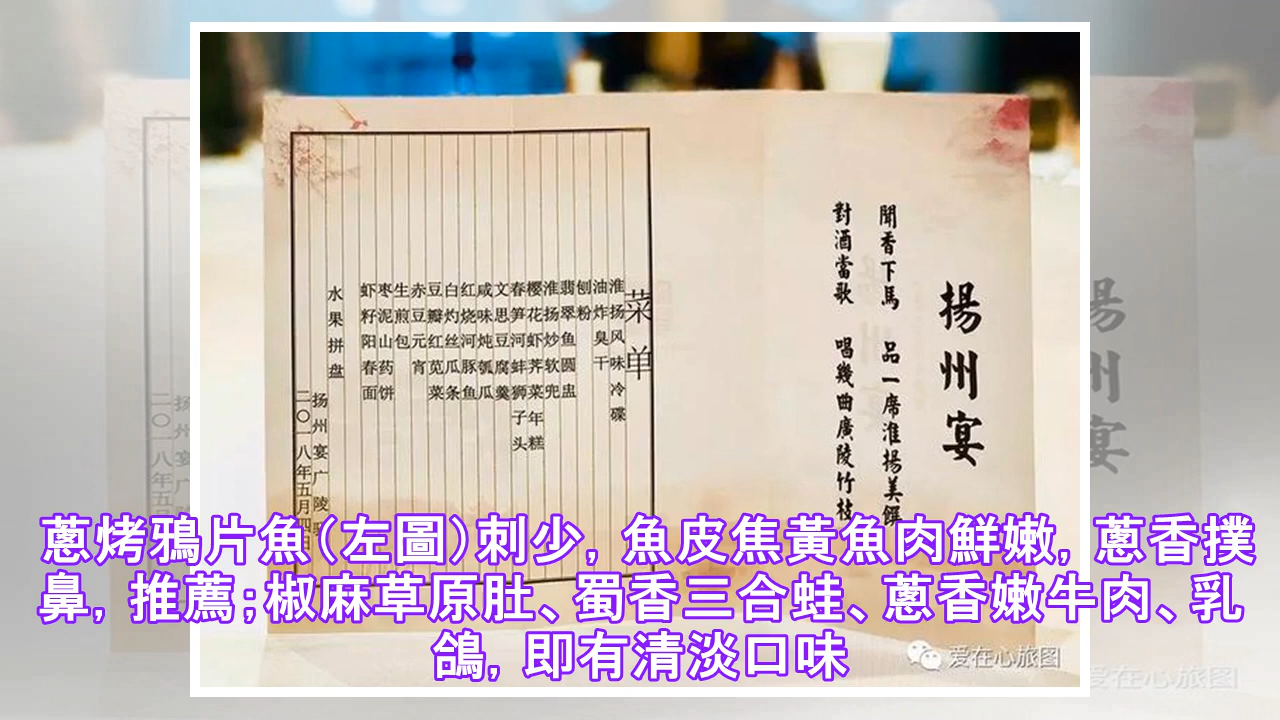 揚州宴
聞香下馬 品一席淮揚美饌
對酒當歌 唱幾曲廣陵竹枝
菜单
淮扬风味冷碟
油炸臭干
刨粉
翡翠鱼圆盅
淮扬炒软兜
樱花虾荠菜年糕
春笋河蚌狮子头
文思豆腐羹
咸味炖瓠瓜
红烧河豚鱼
白灼丝瓜条
豆瓣红苋菜
赤豆元宵
生煎包
枣泥山药饼
虾籽阳春面
水果拼盘
扬州宴广陵
二〇一八年五月四日
蔥烤鴉片魚(左圖)刺少, 魚皮焦黃魚肉鮮嫩, 蔥香撲
鼻, 推薦;椒麻草原肚、蜀香三合蛙、蔥香嫩牛肉、乳
鴿, 即有清淡口味
爱在心旅图